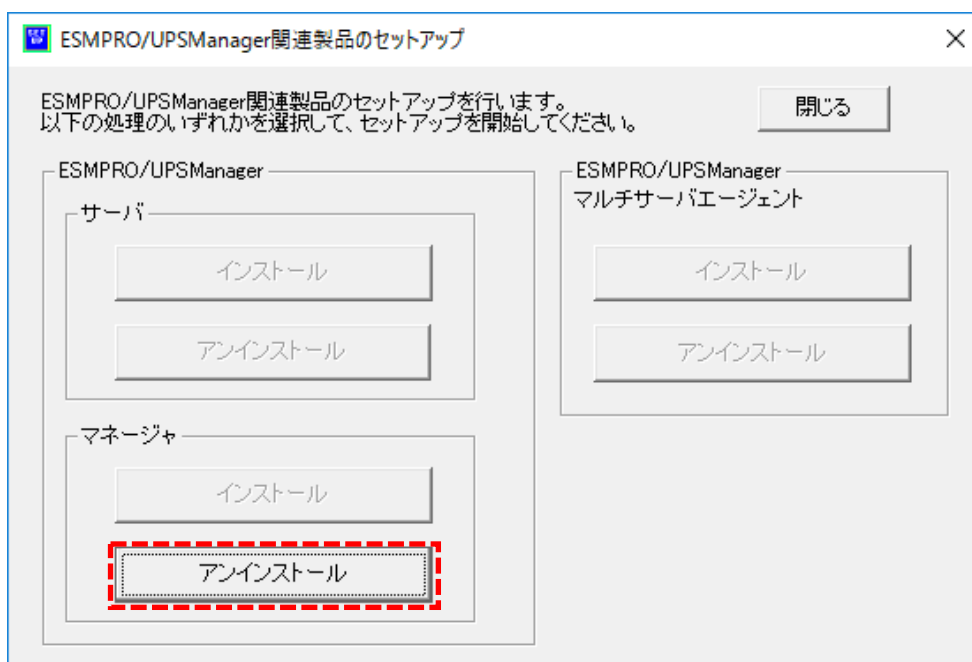 ESMPRO/UPSManager関連製品のセットアップ
ESMPRO/UPSManager関連製品のセットアップを行います。
以下の処理のいずれかを選択して、セットアップを開始してください。
閉じる
ESMPRO/UPSManager
サーバ
インストール
アンインストール
マネージャ
インストール
アンインストール
ESMPRO/UPSManager
マルチサーバエージェント
インストール
アンインストール